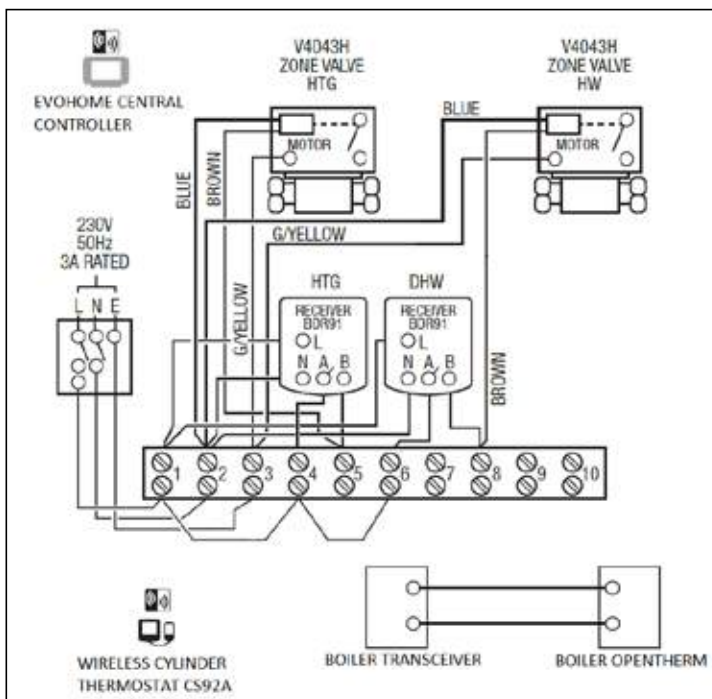 V4043H
ZONE VALVE
HTG
V4043H
ZONE VALVE
HW
EVOHOME CENTRAL
CONTROLLER
BLUE
MOTOR
MOTOR
BLUE
BROWN
G/YELLOW
230V
50Hz
3A RATED
L N E
HTG
DHW
G/YELLOW
RECEIVER
BDR91
L
N A B
RECEIVER
BDR91
L
N A B
BROWN
1 2 3 4 5 6 7 8 9 10
WIRELESS CYLINDER
THERMOSTAT CS92A
BOILER TRANSCEIVER
BOILER OPENTHERM